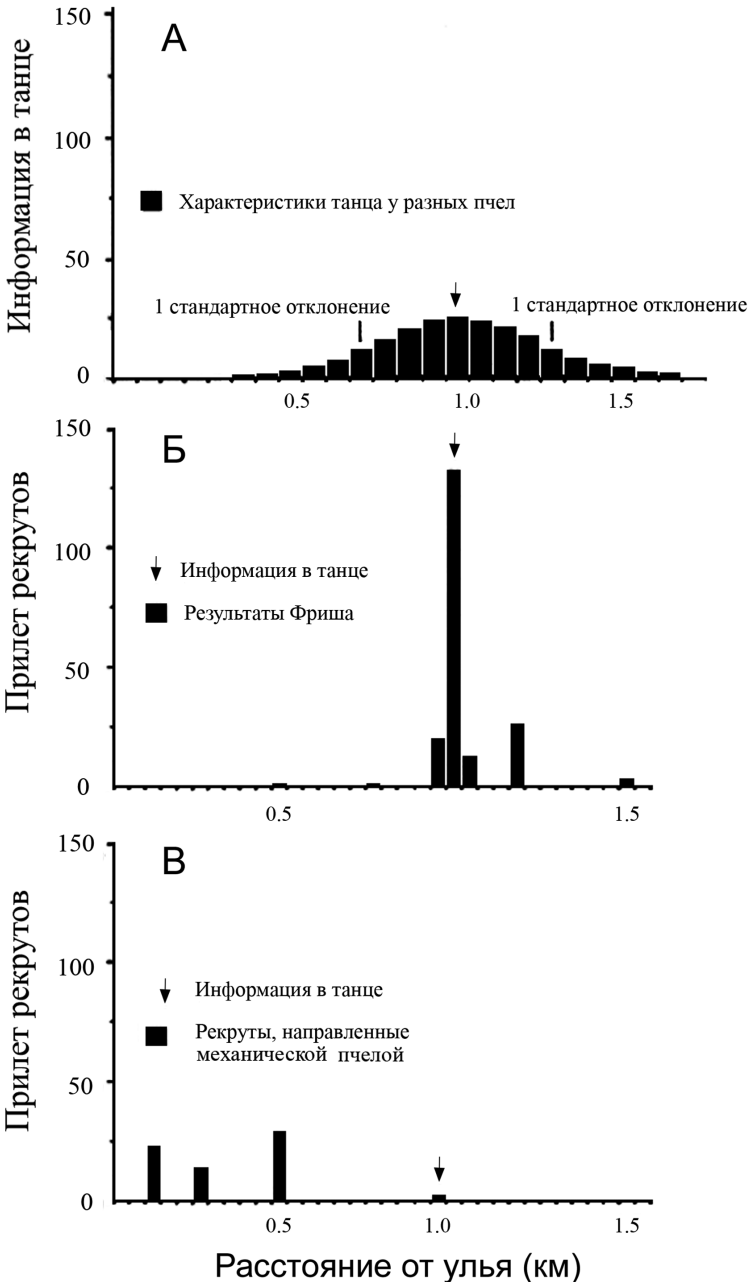 150
А
100
Информация в танце
Характеристики танца у разных пчел
50
1 стандартное отклонение
1 стандартное отклонение
0
0.5
1.0
1.5
150
Б
100
Прилет рекрутов
Информация в танце
Результаты Фриша
50
0
0.5
1.5
150
В
100
Прилет рекрутов
Информация в танце
Рекруты, направленные
механической пчелой
50
0
0.5
1.0
1.5
Расстояние от улья (км)